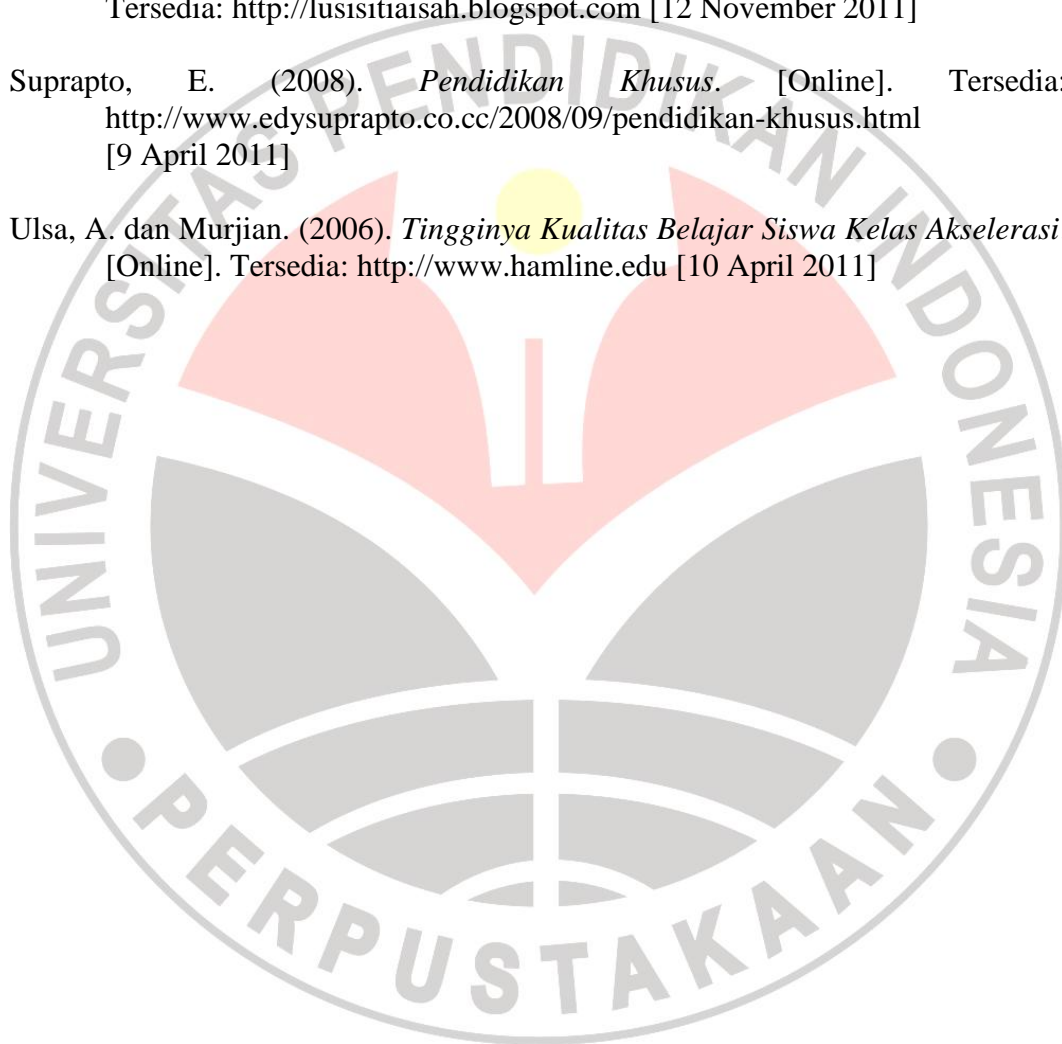 Tersedia: http://lusisitiaisah.blogspot.com [12 November 2011]
Suprapto, E. (2008). Pendidikan Khusus. [Online]. Tersedia:
http://www.edysuprapto.co.cc/2008/09/pendidikan-khusus.html
[9 April 2011]
Ulsa, A. dan Murjian. (2006). Tingginya Kualitas Belajar Siswa Kelas Akselerasi
[Online]. Tersedia: http://www.hamline.edu [10 April 2011]
UNIVERSITAS PENDIDIKAN INDONESIA
PERPUSTAKAAN